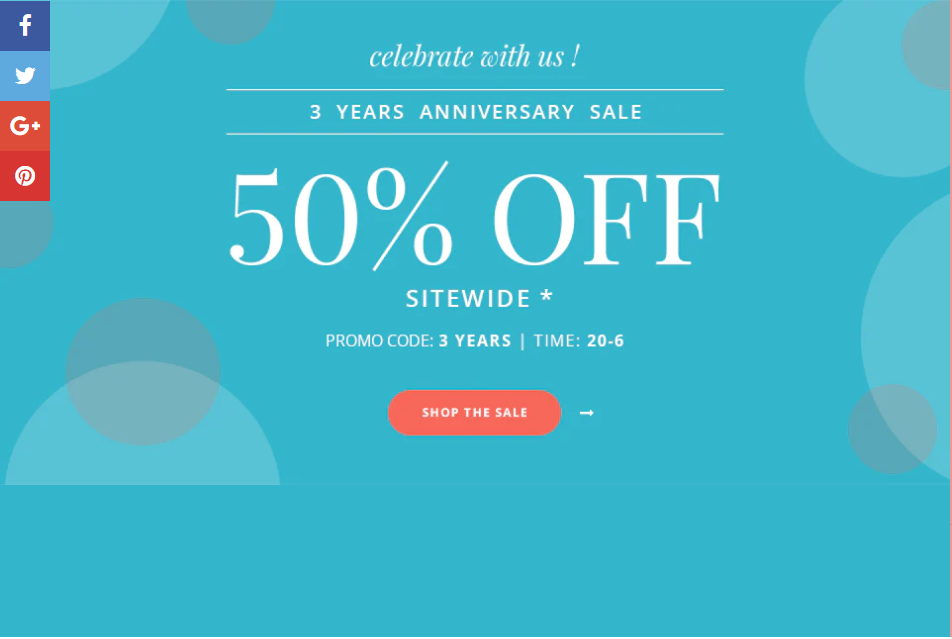 celebrate with us !
3 YEARS ANNIVERSARY SALE
50% OFF
SITEWIDE *
PROMO CODE: 3 YEARS | TIME: 20-6
SHOP THE SALE